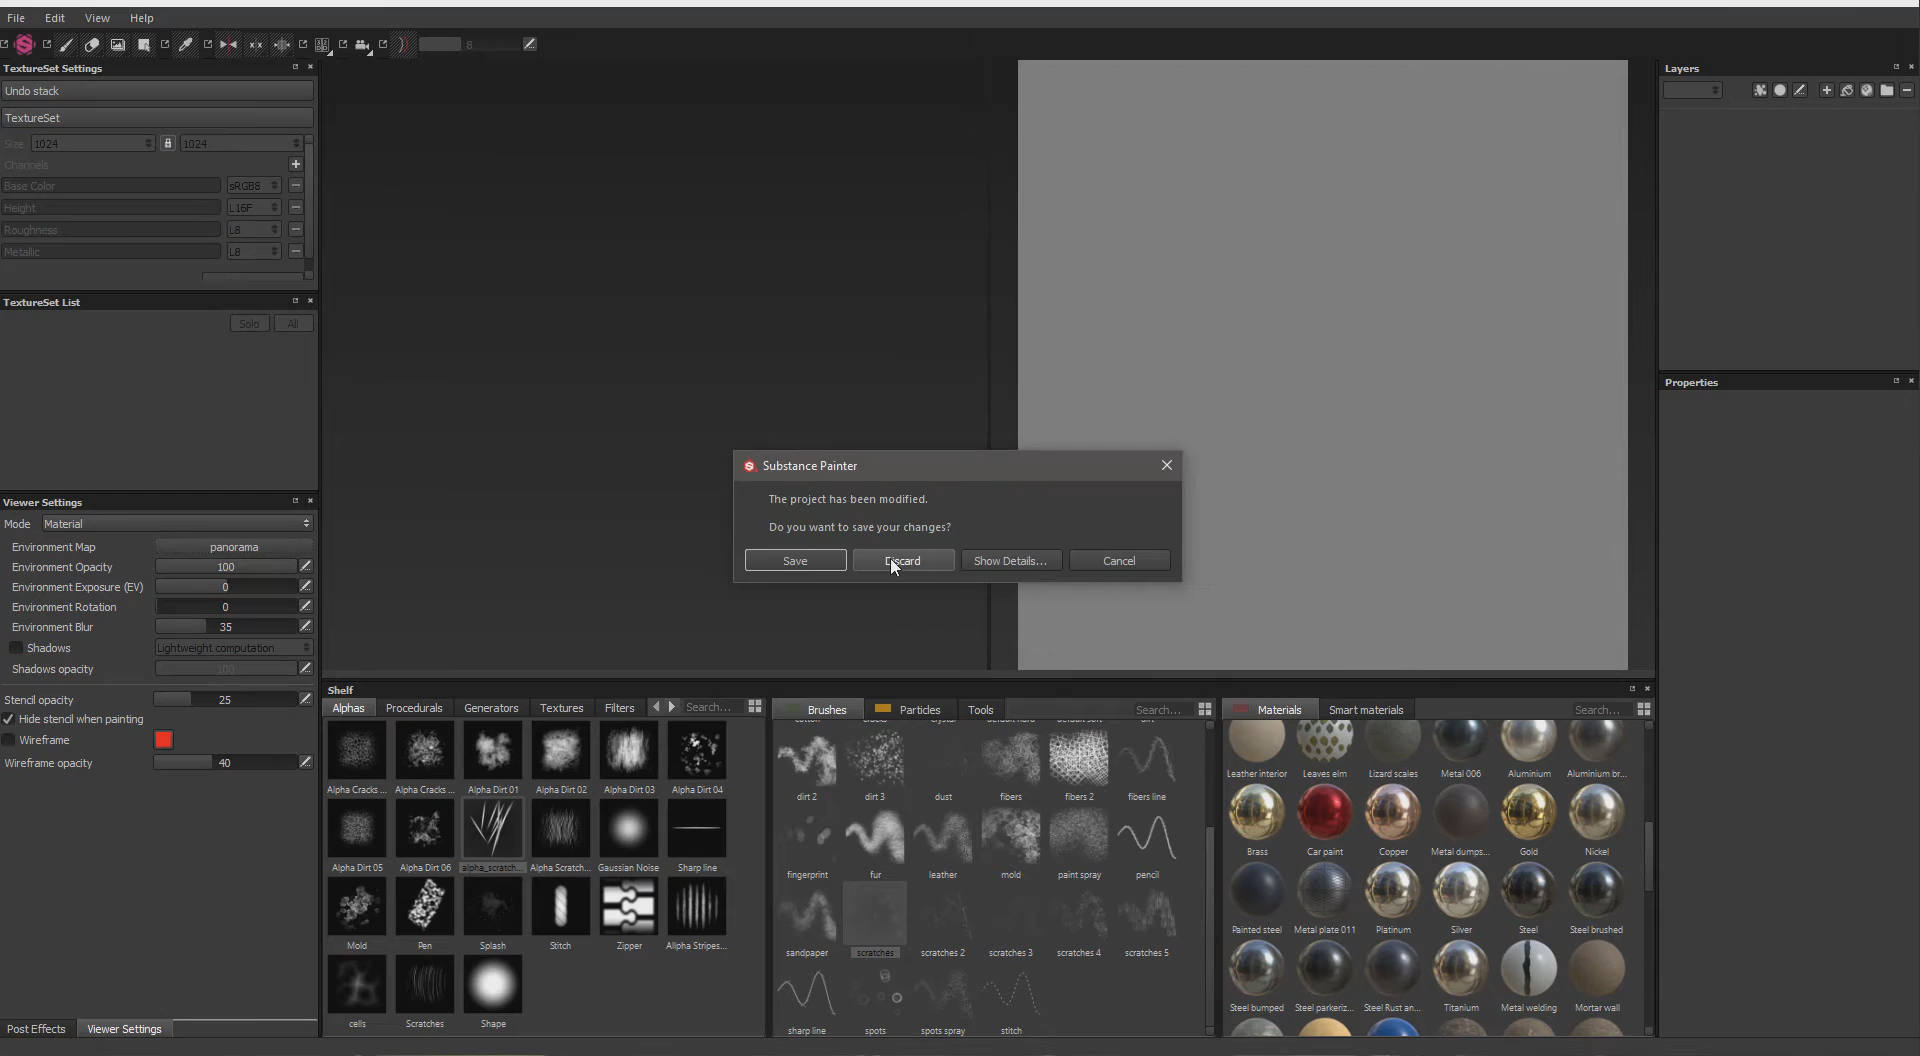 File Edit View Help
8
TextureSet Settings
Undo stack
TextureSet
Size 1024 1024
Channels
Base Color sRGB8
Height L16F
Roughness L8
Metallic L8
TextureSet List
Solo All
Viewer Settings
Mode Material
Environment Map panorama
Environment Opacity 100
Environment Exposure (EV) 0
Environment Rotation 0
Environment Blur 35
Shadows Lightweight computation
Shadows opacity 100
Stencil opacity 25
Hide stencil when painting
Wireframe
Wireframe opacity 40
Post Effects Viewer Settings
Substance Painter
The project has been modified.
Do you want to save your changes?
Save Discard Show Details... Cancel
Layers
Properties
Shelf
Alphas Procedurals Generators Textures Filters Search...
Alpha Cracks ... Alpha Cracks ... Alpha Dirt 01 Alpha Dirt 02 Alpha Dirt 03 Alpha Dirt 04
Alpha Dirt 05 Alpha Dirt 06 alpha_scratch... Alpha Scratch... Gaussian Noise Sharp line
Mold Pen Splash Stitch Zipper Allpha Stripes...
cells Scratches Shape
Brushes Particles Tools Search...
dirt 2 dirt 3 dust fibers fibers 2 fibers line
fingerprint fur leather mold paint spray pencil
sandpaper scratches scratches 2 scratches 3 scratches 4 scratches 5
sharp line spots spots spray stitch
Materials Smart materials Search...
Leather interior Leaves elm Lizard scales Metal 006 Aluminium Aluminium br...
Brass Car paint Copper Metal dumps... Gold Nickel
Painted steel Metal plate 011 Platinum Silver Steel Steel brushed
Steel bumped Steel parkeriz... Steel Rust an... Titanium Metal welding Mortar wall